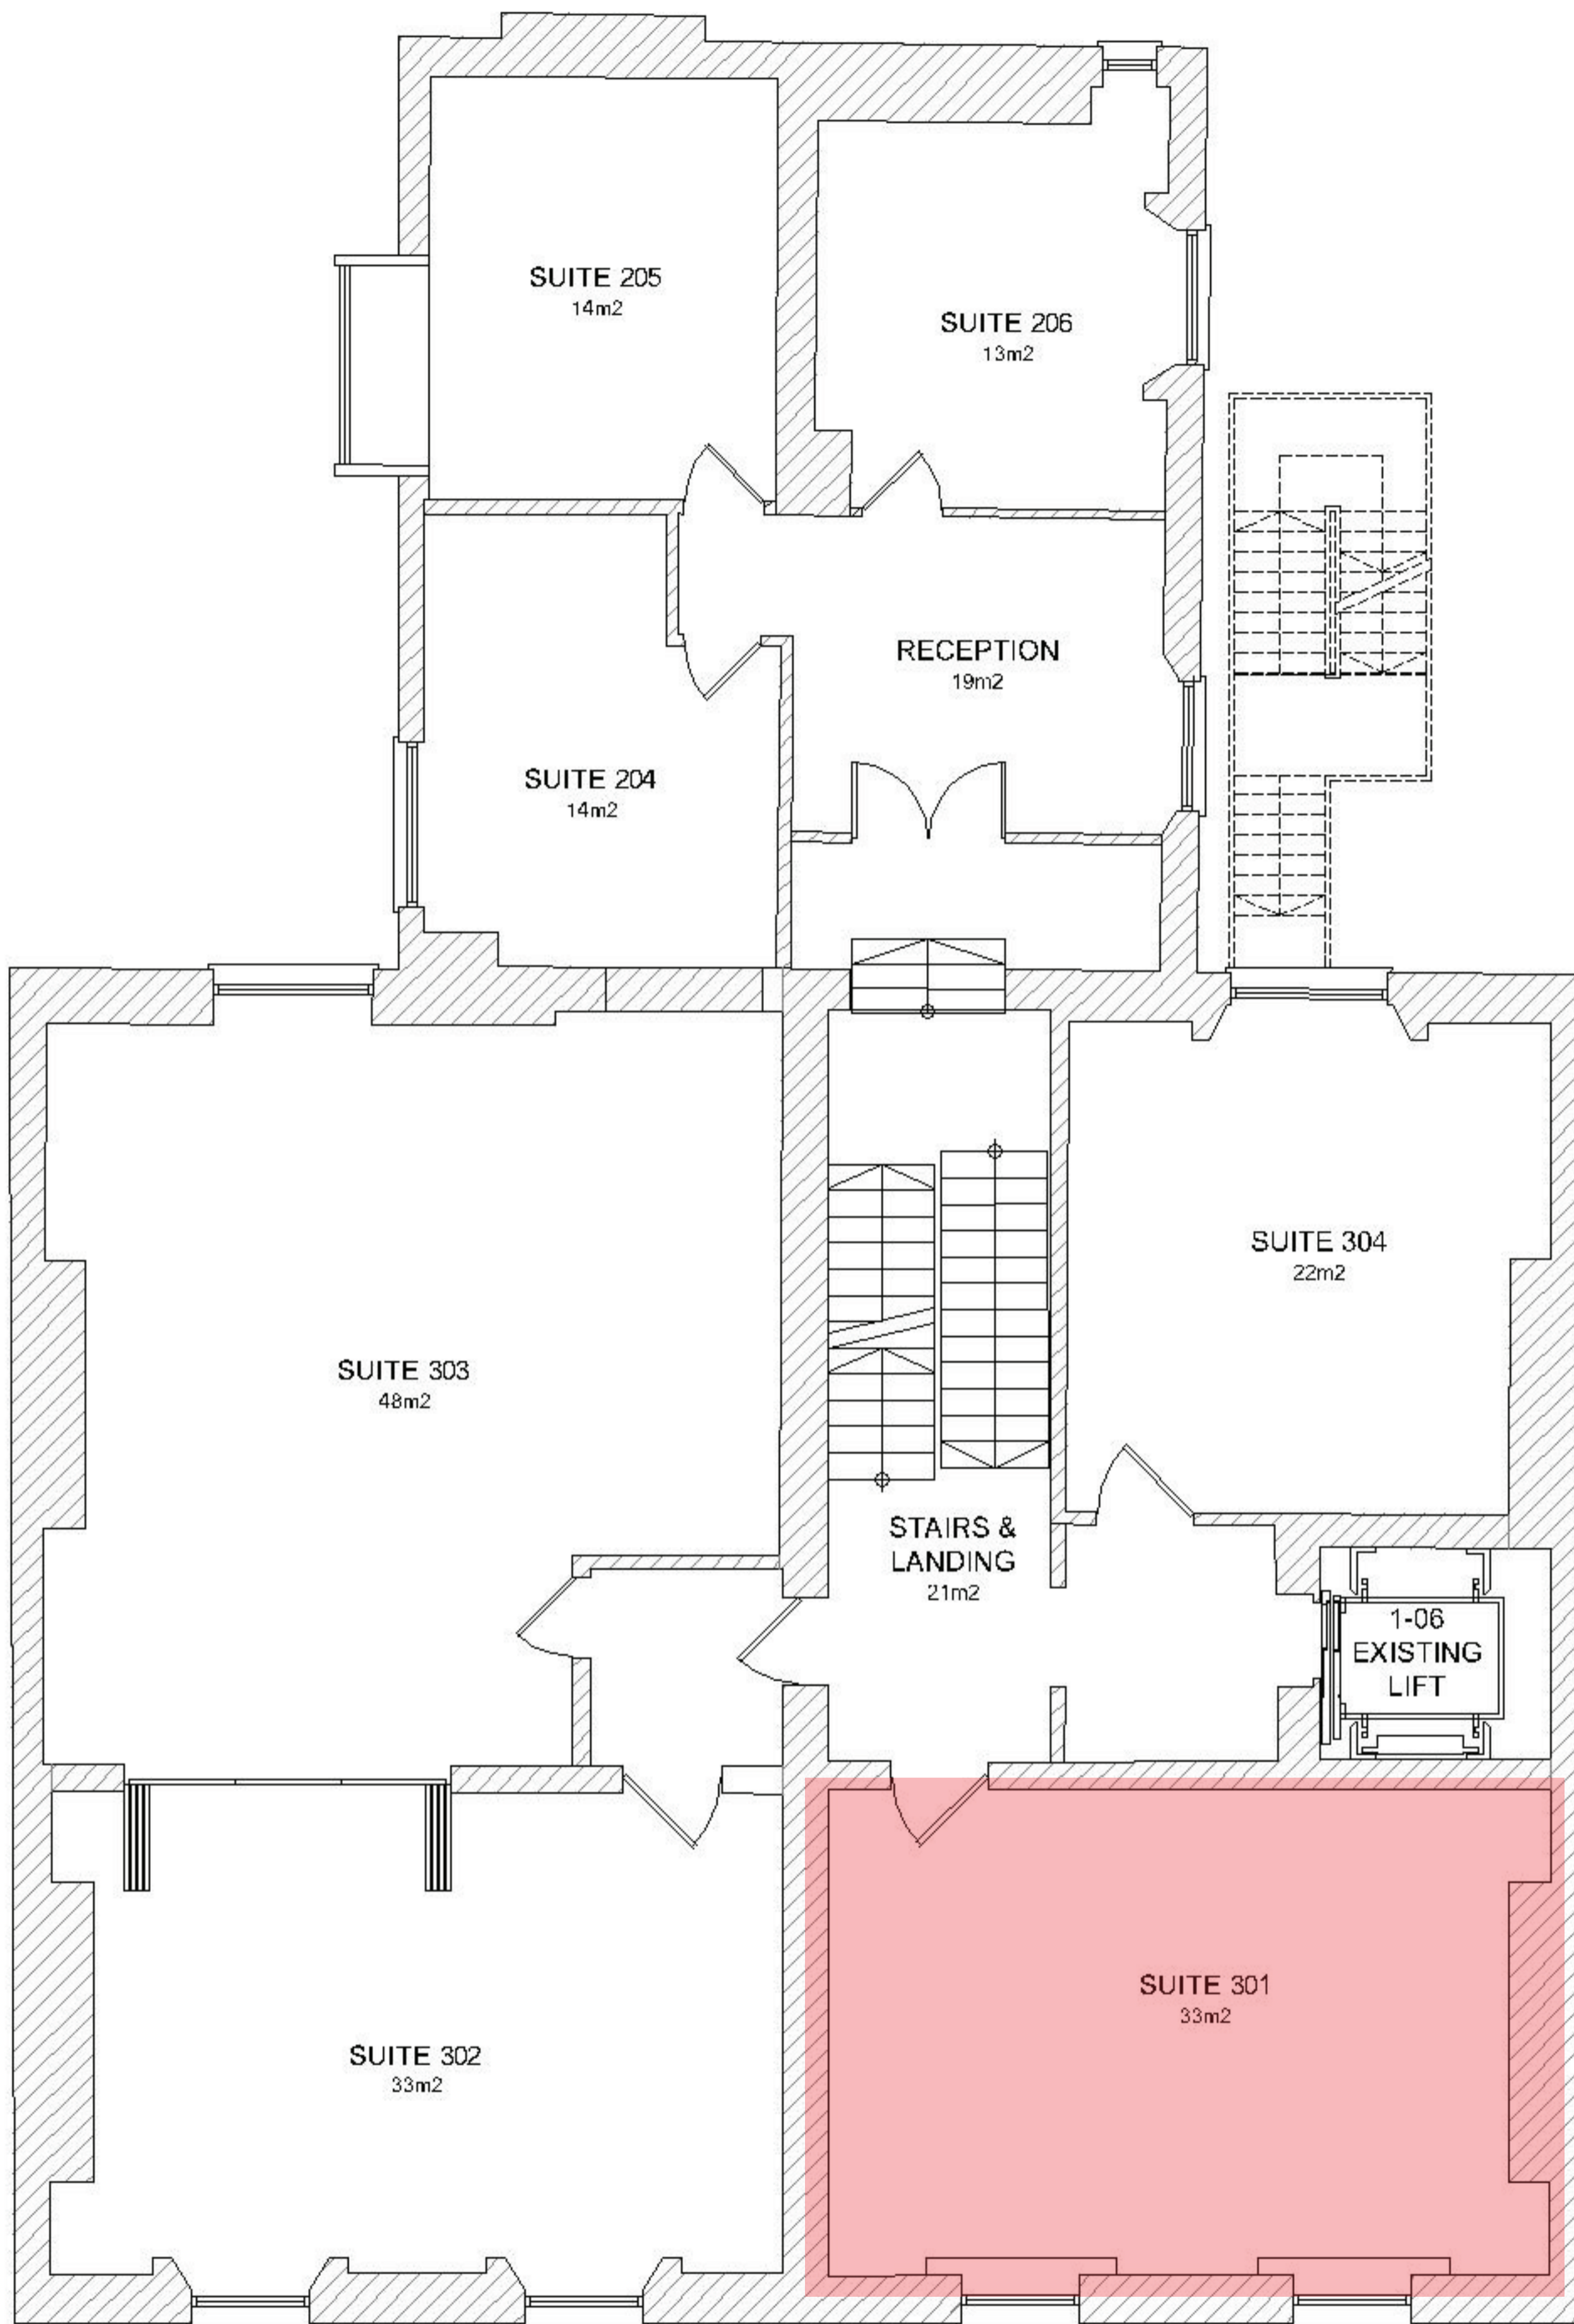 SUITE 205
14m2
SUITE 206
13m2
RECEPTION
19m2
SUITE 204
14m2
SUITE 304
22m2
SUITE 303
48m2
STAIRS &
LANDING
21m2
1-06
EXISTING
LIFT
SUITE 301
33m2
SUITE 302
33m2